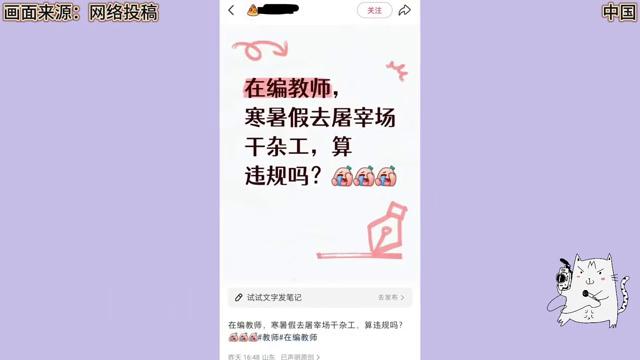 画面来源：网络投稿
中国
关注
在编教师，
寒暑假去屠宰场
干杂工，算
违规吗？
试试文字发笔记
去发布 >
在编教师，寒暑假去屠宰场干杂工，算违规吗？
#教师#在编教师
昨天 16:48 山东 已声明原创 >